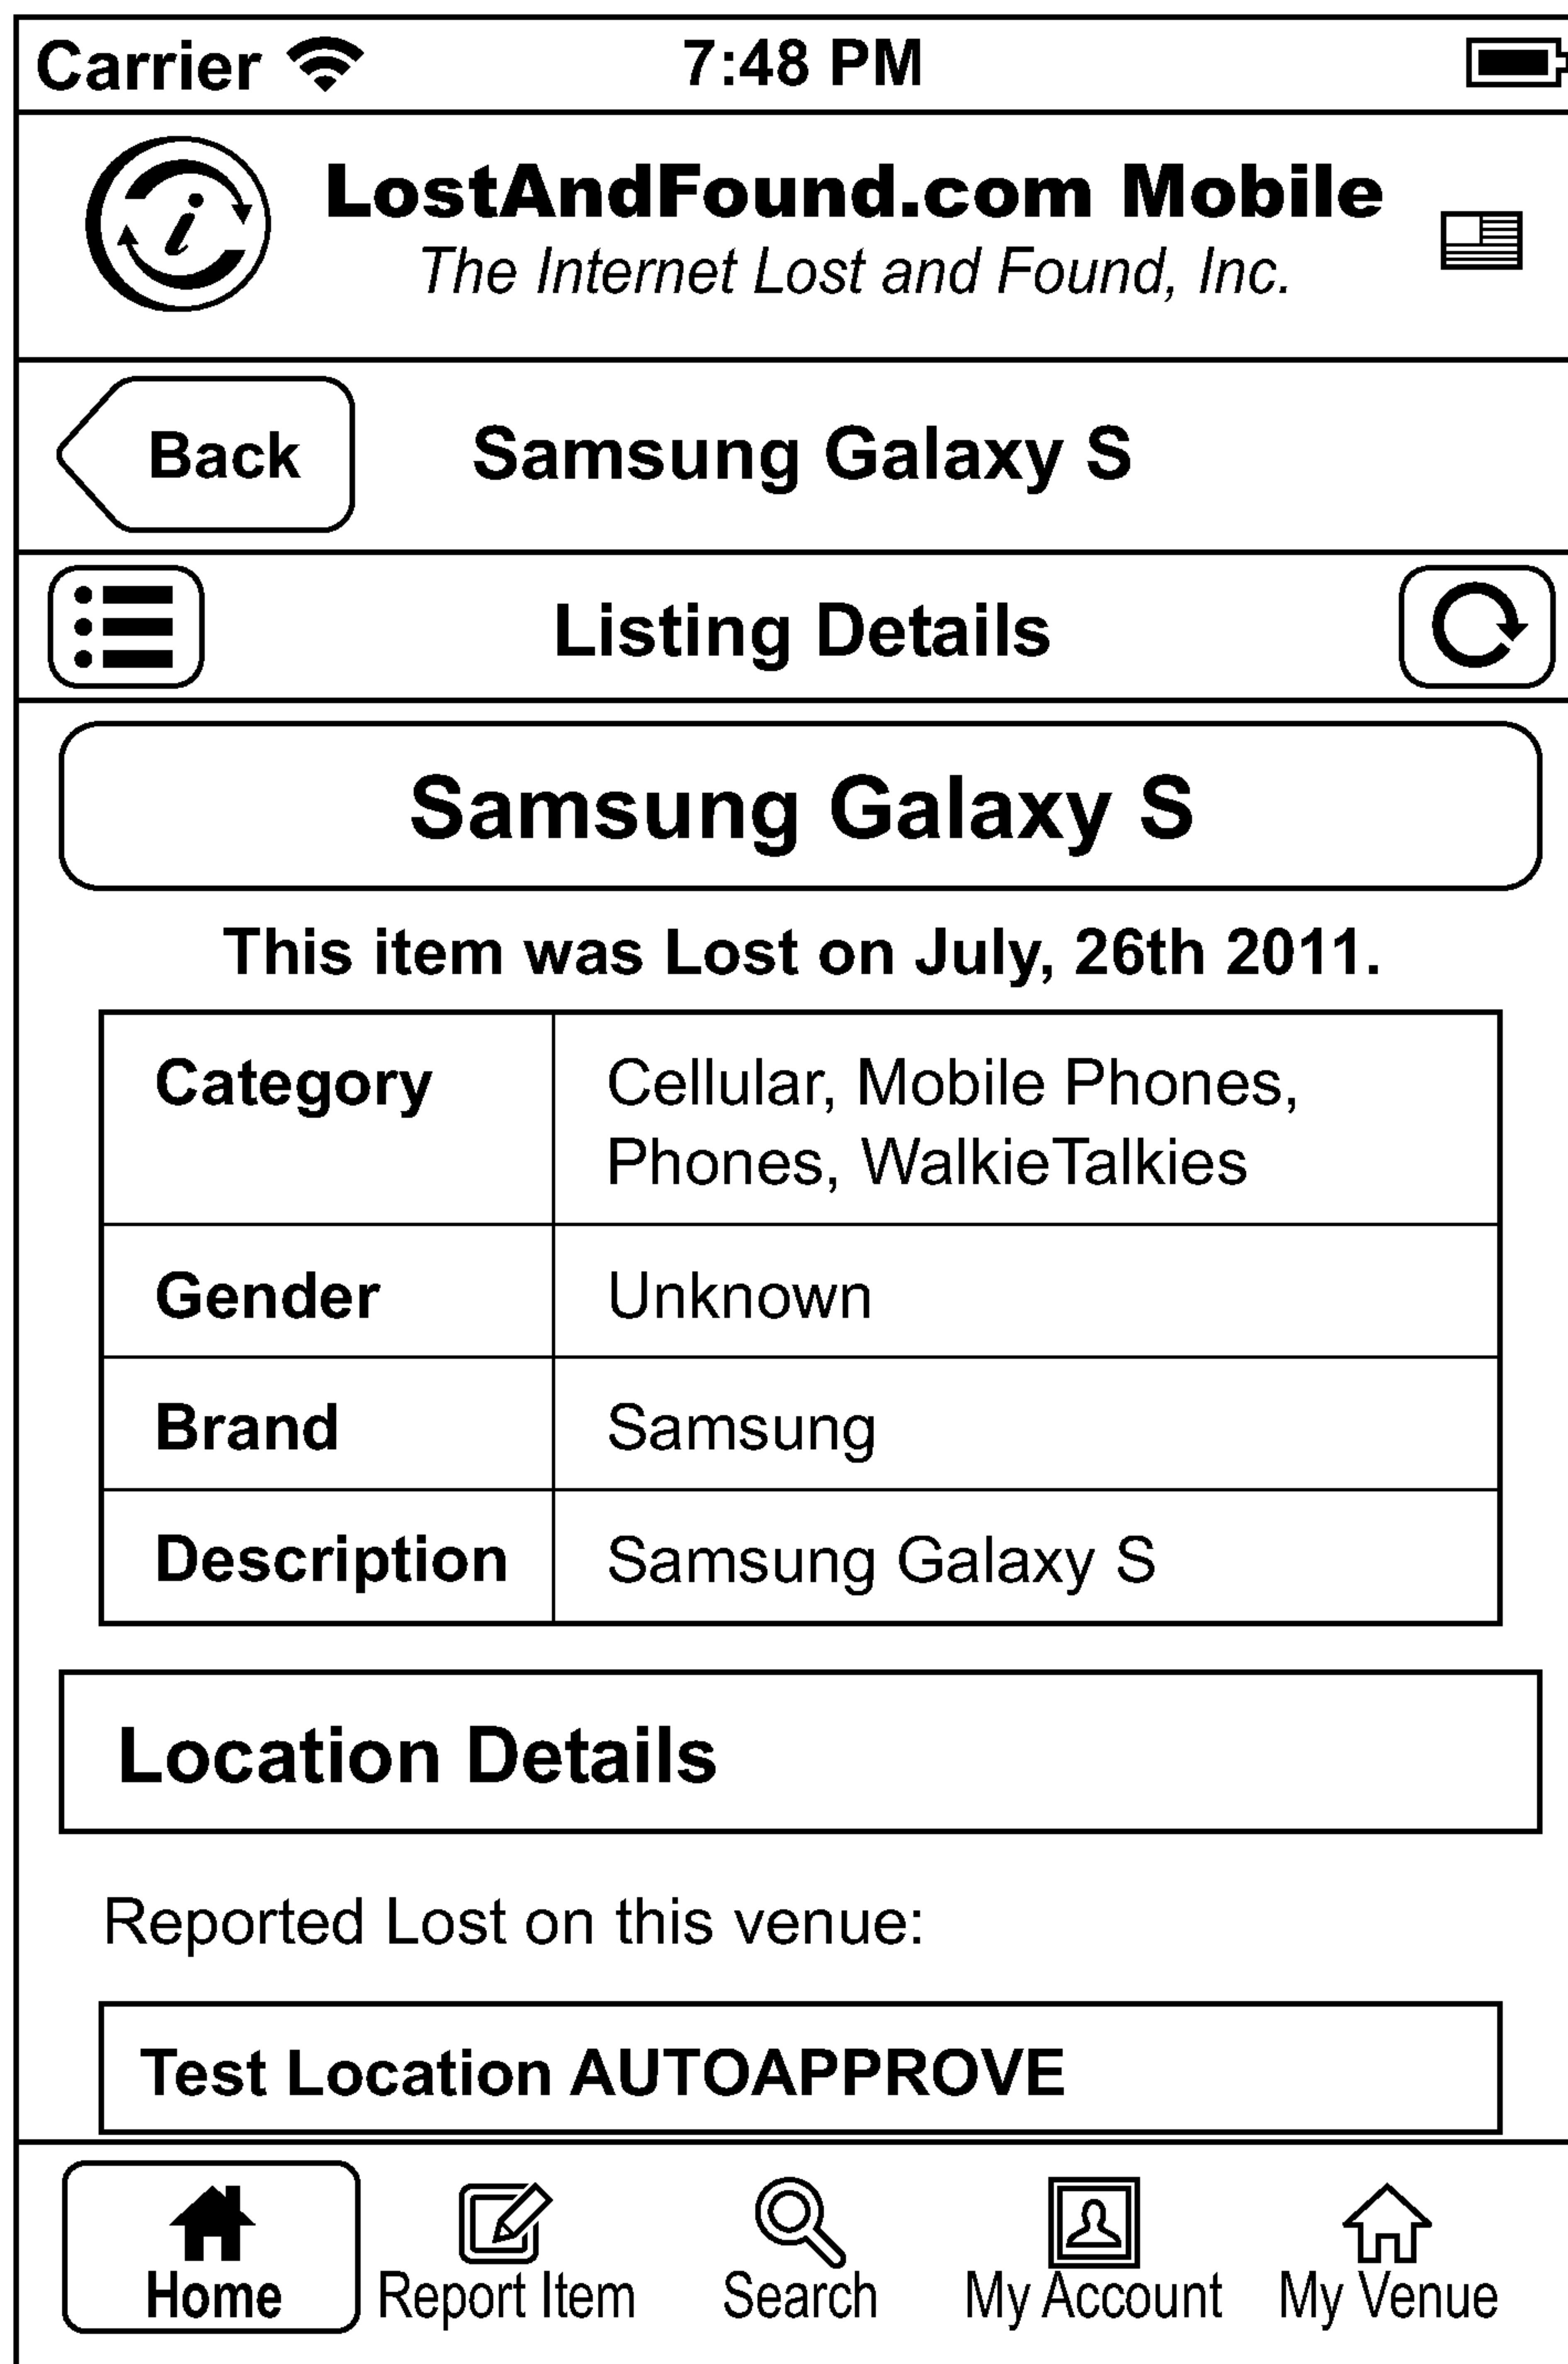 Carrier 7:48 PM
LostAndFound.com Mobile
The Internet Lost and Found, Inc.
Back Samsung Galaxy S
Listing Details
Samsung Galaxy S
This item was Lost on July, 26th 2011.
Category Cellular, Mobile Phones,
Phones, WalkieTalkies
Gender Unknown
Brand Samsung
Description Samsung Galaxy S
Location Details
Reported Lost on this venue:
Test Location AUTOAPPROVE
Home Report Item Search My Account My Venue